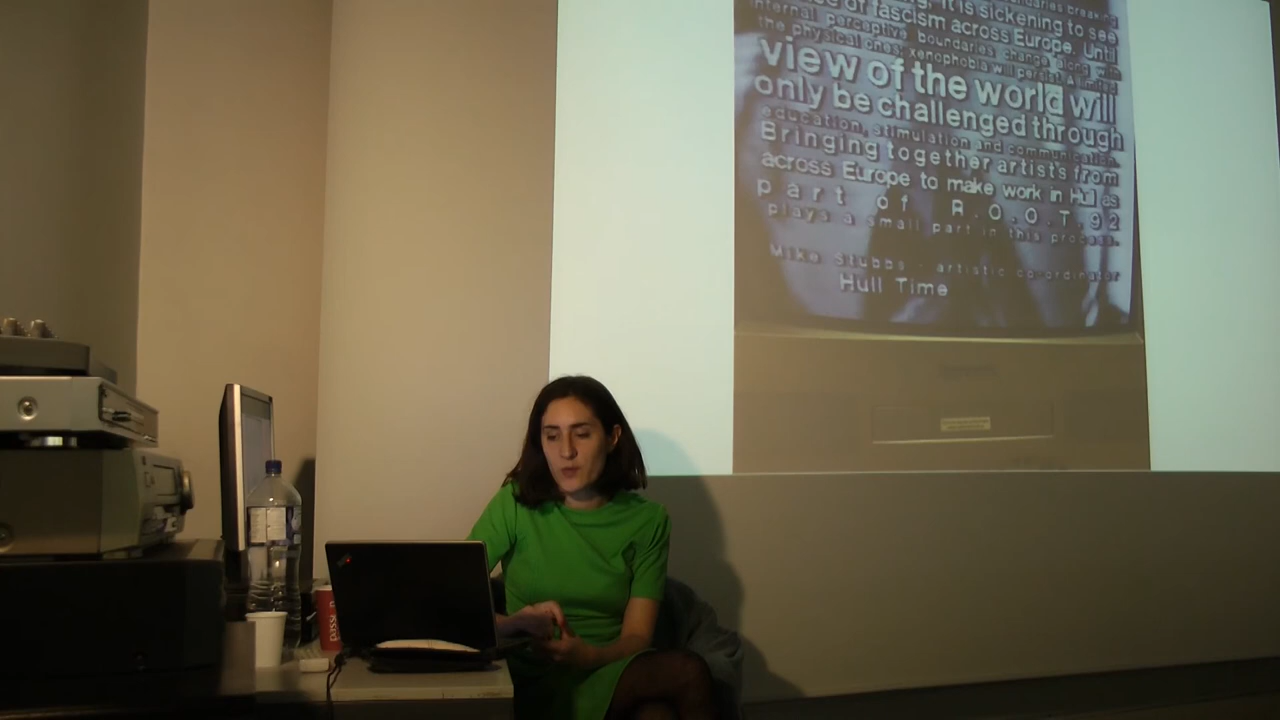 it is sickening to see
of fascism across Europe. Until
internal perceptive boundaries change along with
the physical ones, xenophobia will persist. A limited
view of the world will
only be challenged through
education, stimulation and communication.
Bringing together artist's from
across Europe to make work in Hull as
part of R.O.O.T.92
plays a small part in this process.
Mike Stubbs - artistic co-ordinator
Hull Time